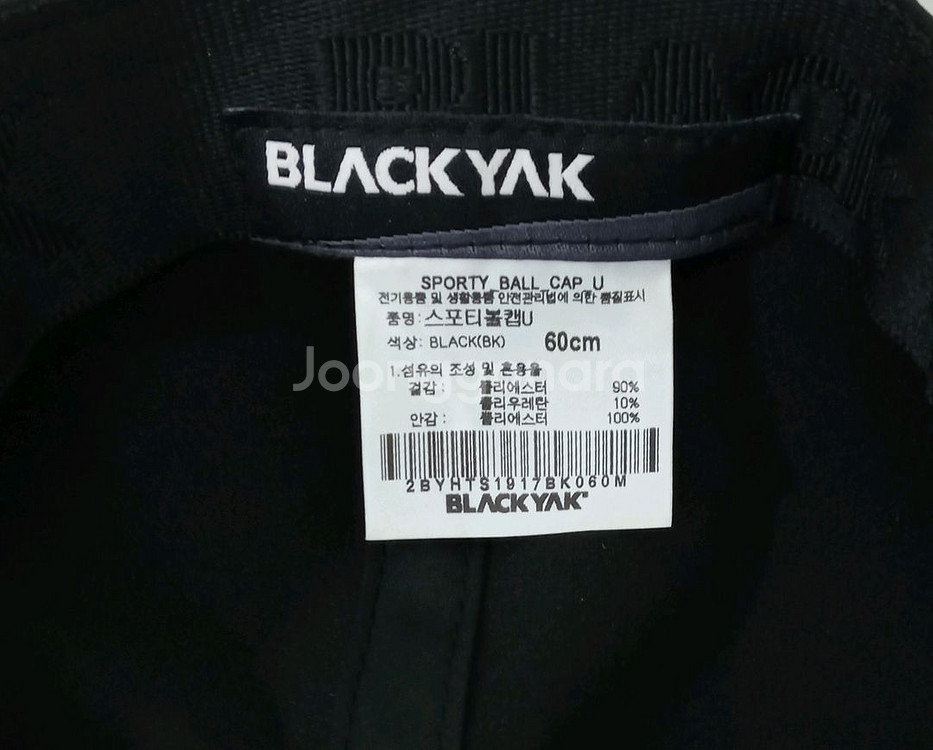 BLACKYAK
SPORTY_BALL_CAP_U
전기용품 및 생활용품 안전관리법에 의한 품질표시
품명: 스포티볼캡U
색상: BLACK(BK) 60cm
1.섬유의 조성 및 혼용율
겉감 : 폴리에스터 90%
폴리우레탄 10%
안감 : 폴리에스터 100%
2BYHTS1917BK060M
BLACKYAK
Joonggonara